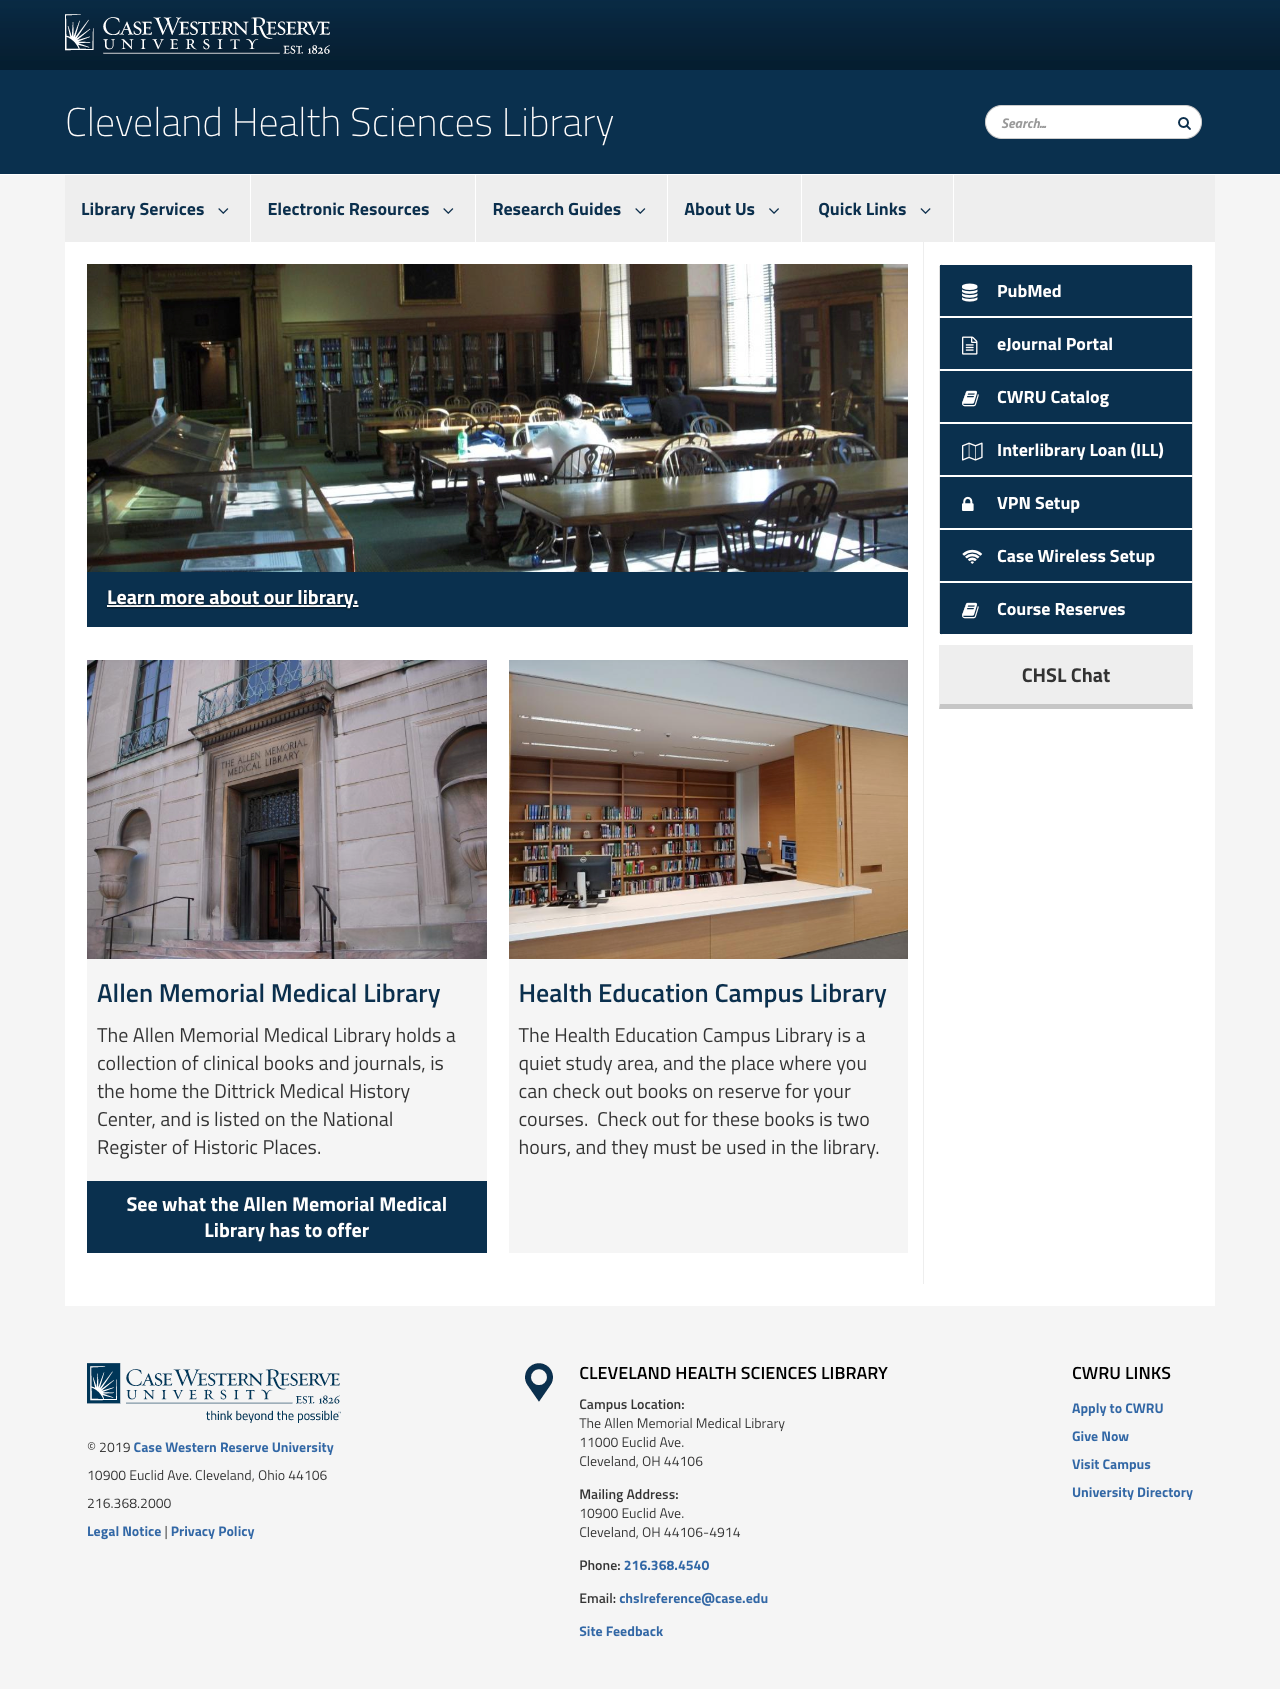 CASE WESTERN RESERVE
UNIVERSITY EST. 1826
Cleveland Health Sciences Library
Search...
Library Services
Electronic Resources
Research Guides
About Us
Quick Links
Learn more about our library.
PubMed
eJournal Portal
CWRU Catalog
Interlibrary Loan (ILL)
VPN Setup
Case Wireless Setup
Course Reserves
CHSL Chat
THE ALLEN MEMORIAL
MEDICAL LIBRARY
Allen Memorial Medical Library
The Allen Memorial Medical Library holds a
collection of clinical books and journals, is
the home the Dittrick Medical History
Center, and is listed on the National
Register of Historic Places.
See what the Allen Memorial Medical
Library has to offer
Health Education Campus Library
The Health Education Campus Library is a
quiet study area, and the place where you
can check out books on reserve for your
courses.  Check out for these books is two
hours, and they must be used in the library.
CASE WESTERN RESERVE
UNIVERSITY EST. 1826
think beyond the possible™
© 2019 Case Western Reserve University
10900 Euclid Ave. Cleveland, Ohio 44106
216.368.2000
Legal Notice | Privacy Policy
CLEVELAND HEALTH SCIENCES LIBRARY
Campus Location:
The Allen Memorial Medical Library
11000 Euclid Ave.
Cleveland, OH 44106
Mailing Address:
10900 Euclid Ave.
Cleveland, OH 44106-4914
Phone: 216.368.4540
Email: chslreference@case.edu
Site Feedback
CWRU LINKS
Apply to CWRU
Give Now
Visit Campus
University Directory